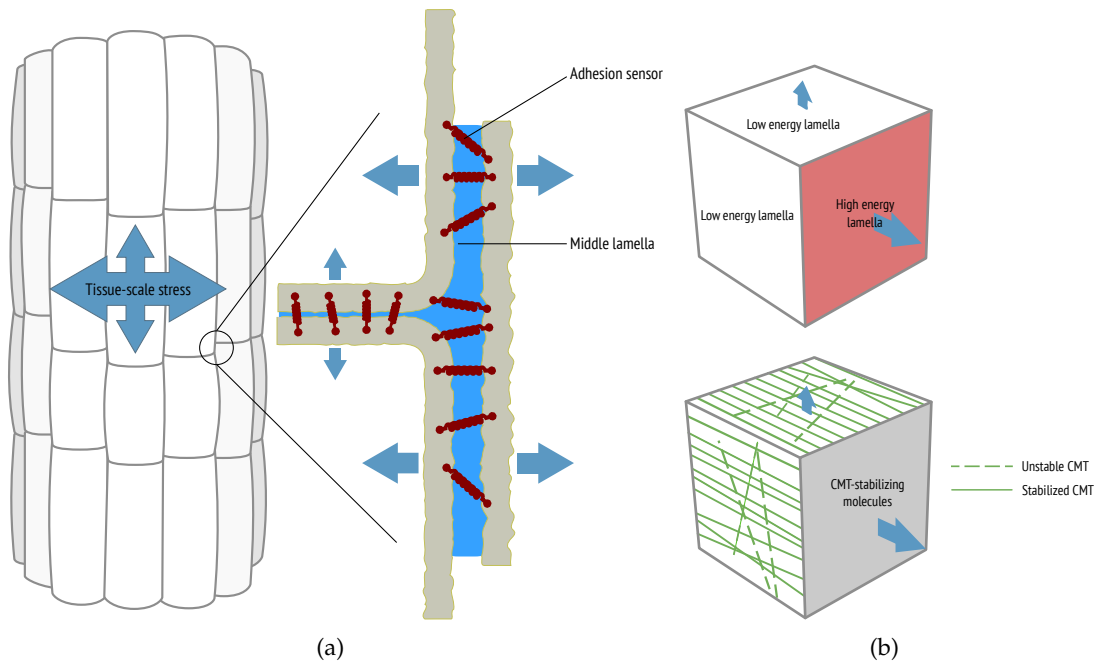 Tissue-scale stress
Adhesion sensor
Middle lamella
(a)
Low energy lamella
Low energy lamella
High energy
lamella
CMT-stabilizing
molecules
Unstable CMT
Stabilized CMT
(b)